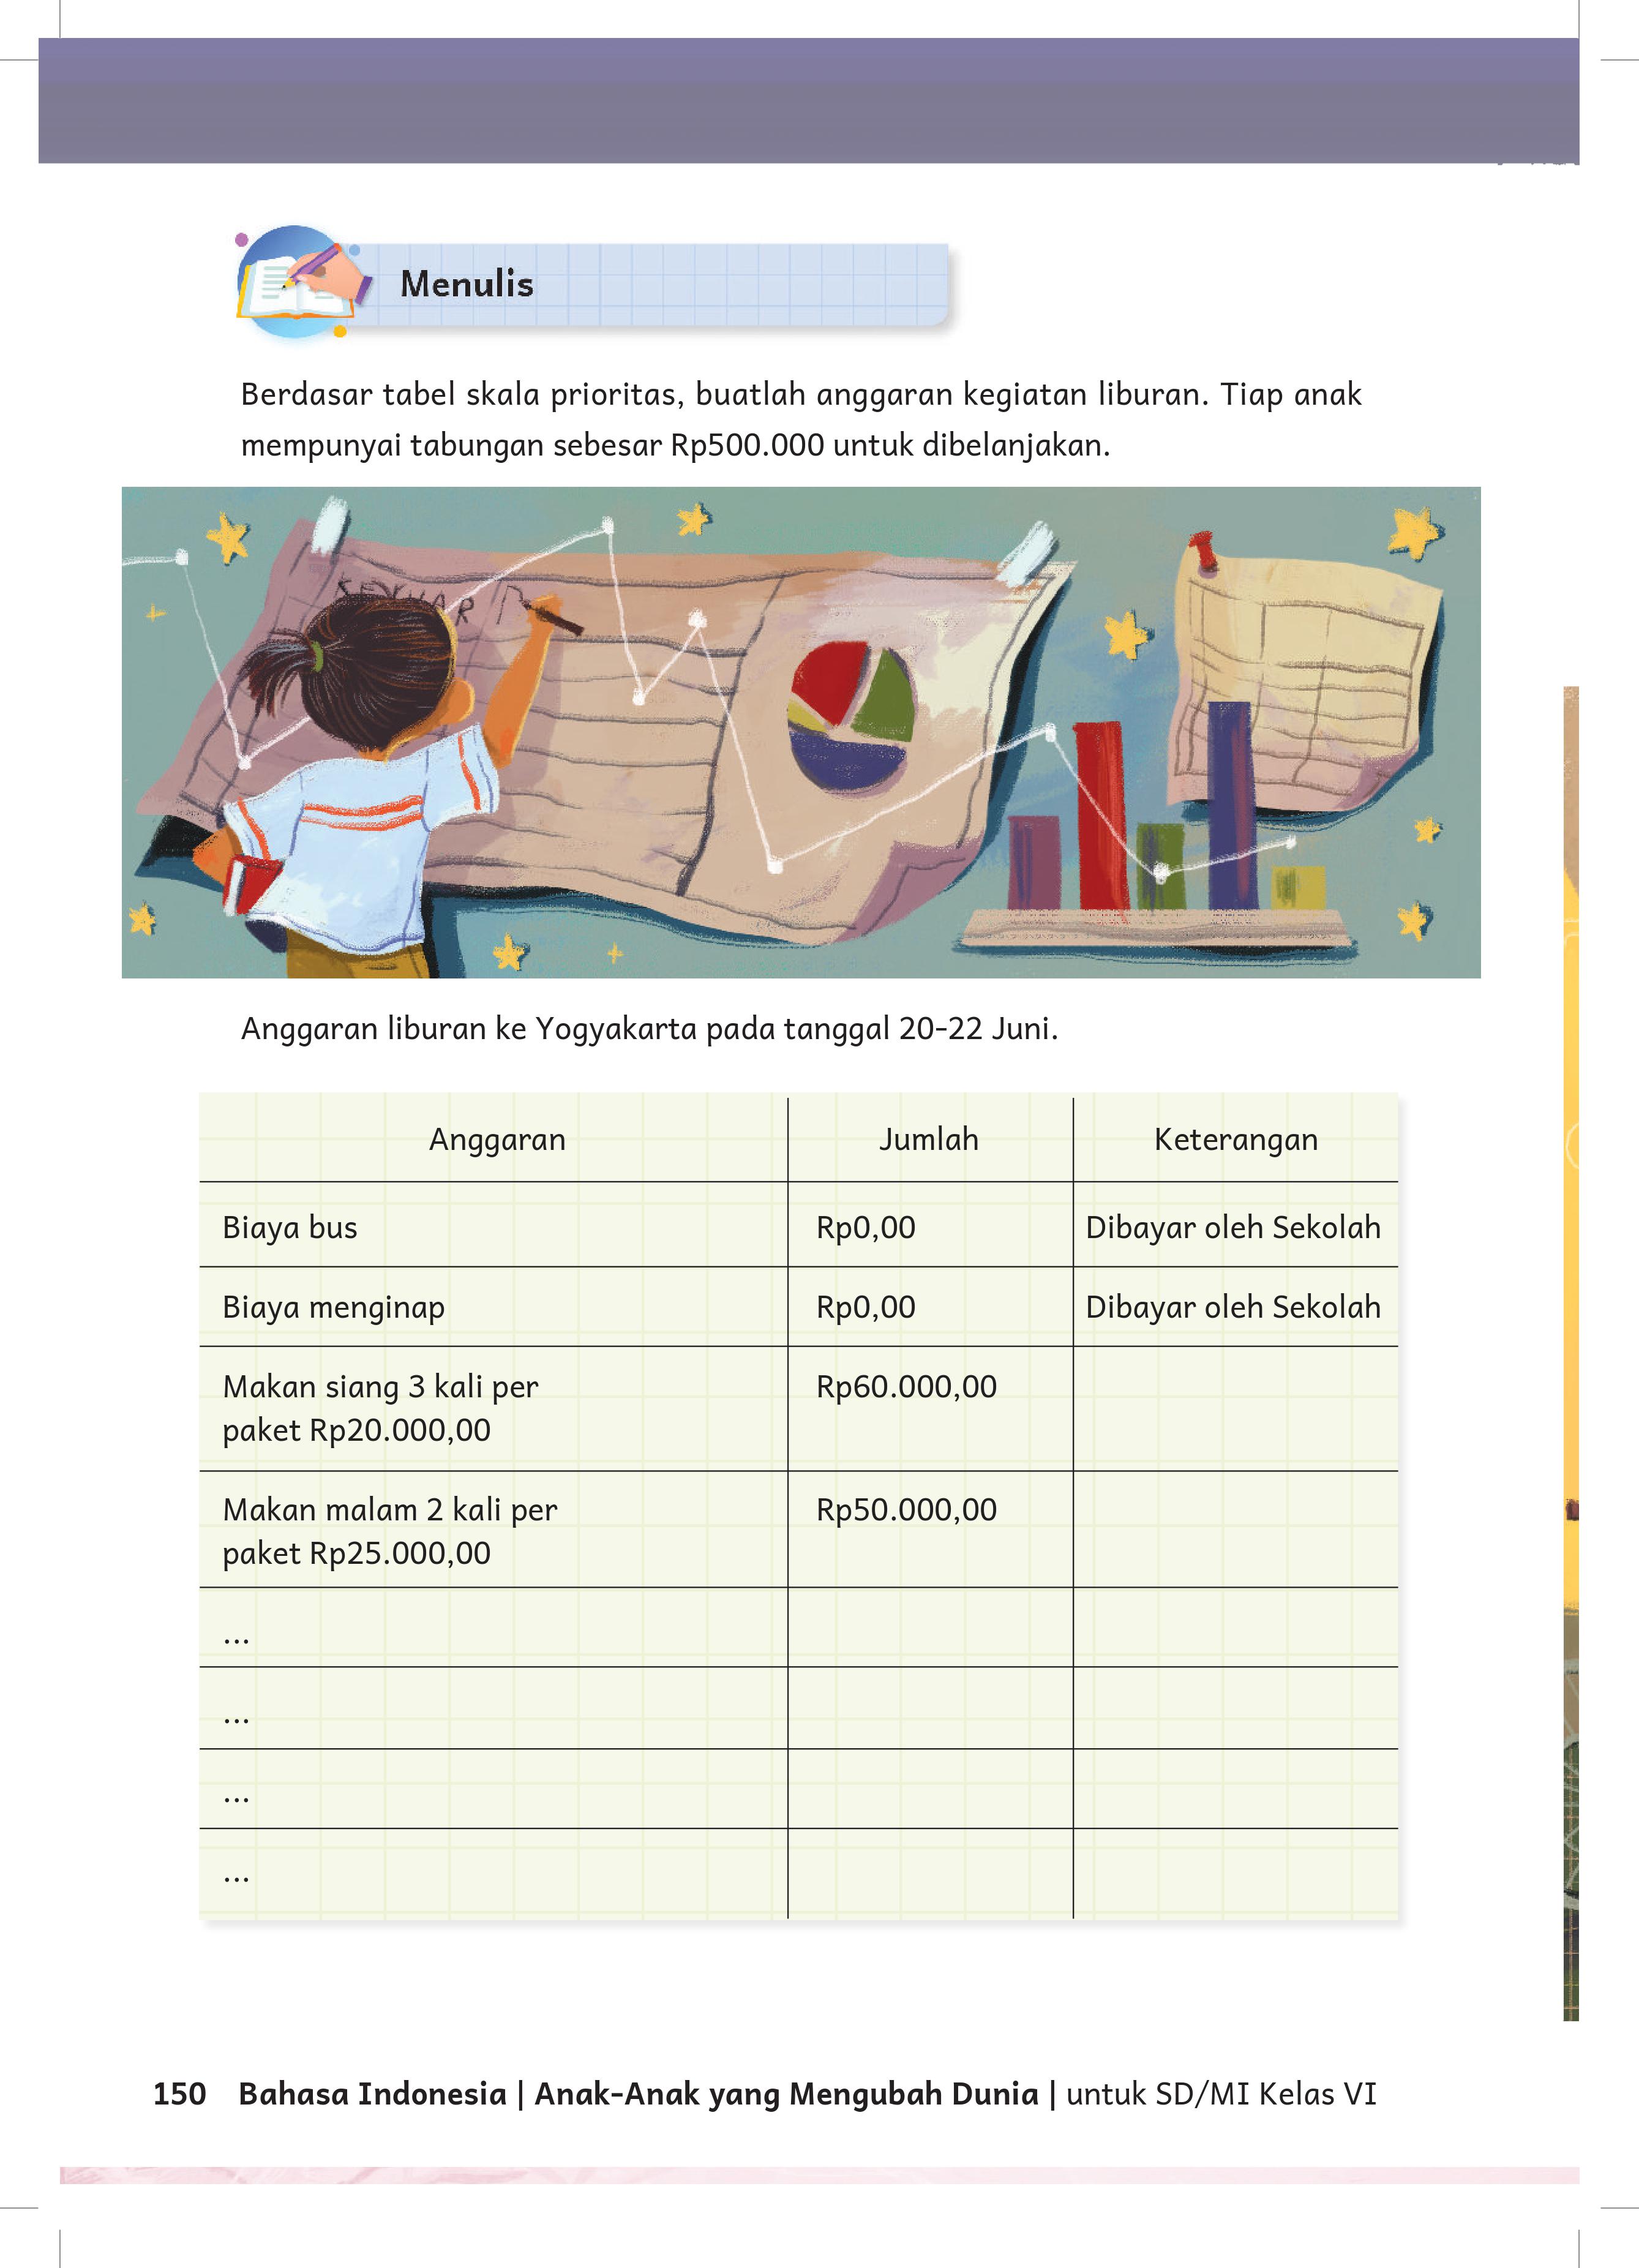 Menulis
Berdasar tabel skala prioritas, buatlah anggaran kegiatan liburan. Tiap anak
mempunyai tabungan sebesar Rp500.000 untuk dibelanjakan.
Anggaran liburan ke Yogyakarta pada tanggal 20-22 Juni.
Anggaran Jumlah Keterangan
Biaya bus Rp0,00 Dibayar oleh Sekolah
Biaya menginap Rp0,00 Dibayar oleh Sekolah
Makan siang 3 kali per Rp60.000,00
paket Rp20.000,00
Makan malam 2 kali per Rp50.000,00
paket Rp25.000,00
...
...
...
...
150 Bahasa Indonesia | Anak-Anak yang Mengubah Dunia | untuk SD/MI Kelas VI